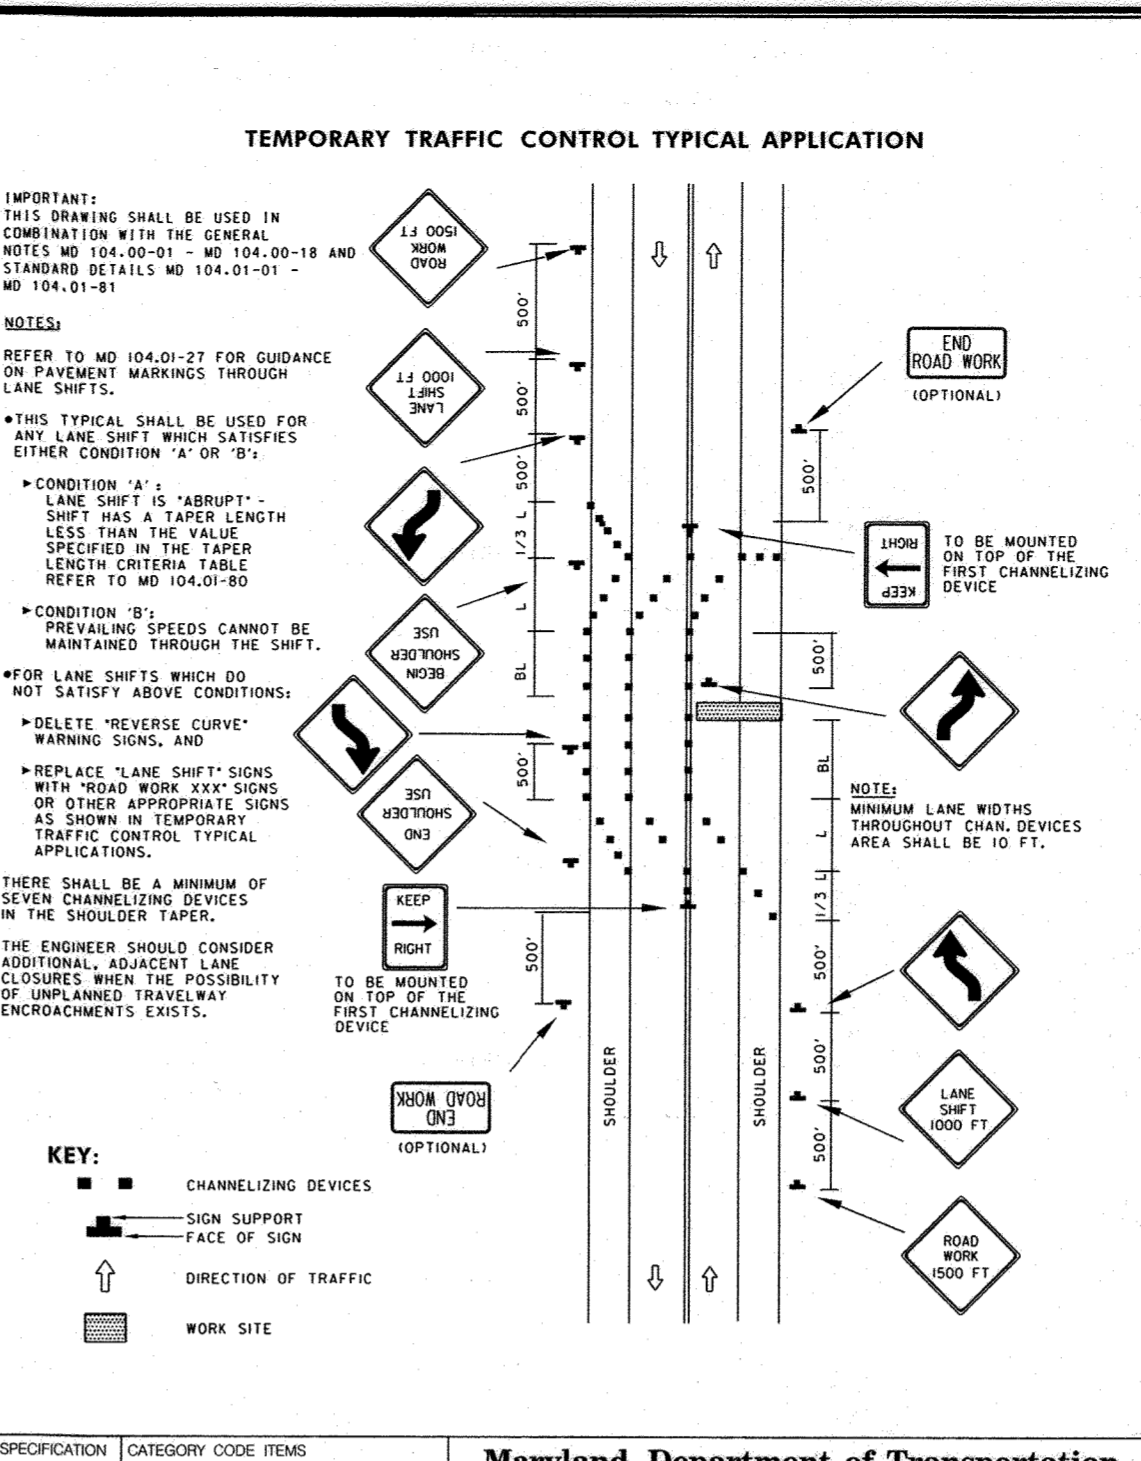 TEMPORARY TRAFFIC CONTROL TYPICAL APPLICATION
IMPORTANT:
THIS DRAWING SHALL BE USED IN
COMBINATION WITH THE GENERAL
NOTES MD 104.00-01 - MD 104.00-18 AND
STANDARD DETAILS MD 104.01-01 -
MD 104.01-81
NOTES:
REFER TO MD 104.01-27 FOR GUIDANCE
ON PAVEMENT MARKINGS THROUGH
LANE SHIFTS.
•THIS TYPICAL SHALL BE USED FOR
ANY LANE SHIFT WHICH SATISFIES
EITHER CONDITION 'A' OR 'B':
►CONDITION 'A':
LANE SHIFT IS "ABRUPT" -
SHIFT HAS A TAPER LENGTH
LESS THAN THE VALUE
SPECIFIED IN THE TAPER
LENGTH CRITERIA TABLE
REFER TO MD 104.01-80
►CONDITION 'B':
PREVAILING SPEEDS CANNOT BE
MAINTAINED THROUGH THE SHIFT.
•FOR LANE SHIFTS WHICH DO
NOT SATISFY ABOVE CONDITIONS:
►DELETE "REVERSE CURVE"
WARNING SIGNS, AND
►REPLACE "LANE SHIFT" SIGNS
WITH "ROAD WORK XXX" SIGNS
OR OTHER APPROPRIATE SIGNS
AS SHOWN IN TEMPORARY
TRAFFIC CONTROL TYPICAL
APPLICATIONS.
THERE SHALL BE A MINIMUM OF
SEVEN CHANNELIZING DEVICES
IN THE SHOULDER TAPER.
THE ENGINEER SHOULD CONSIDER
ADDITIONAL, ADJACENT LANE
CLOSURES WHEN THE POSSIBILITY
OF UNPLANNED TRAVELWAY
ENCROACHMENTS EXISTS.
ROAD
WORK
1500 FT
LANE
SHIFT
1000 FT
BEGIN
SHOULDER
USE
END
SHOULDER
USE
KEEP
RIGHT
TO BE MOUNTED
ON TOP OF THE
FIRST CHANNELIZING
DEVICE
END
ROAD WORK
(OPTIONAL)
500'
500'
500'
1/3 L
L
BL
500'
500'
SHOULDER
SHOULDER
END
ROAD WORK
(OPTIONAL)
500'
KEEP
RIGHT
TO BE MOUNTED
ON TOP OF THE
FIRST CHANNELIZING
DEVICE
500'
BL
NOTE:
MINIMUM LANE WIDTHS
THROUGHOUT CHAN. DEVICES
AREA SHALL BE 10 FT.
L
1/3 L
500'
500'
500'
LANE
SHIFT
1000 FT
ROAD
WORK
1500 FT
KEY:
CHANNELIZING DEVICES
SIGN SUPPORT
FACE OF SIGN
DIRECTION OF TRAFFIC
WORK SITE
SPECIFICATION
CATEGORY CODE ITEMS
Maryland Department of Transportation